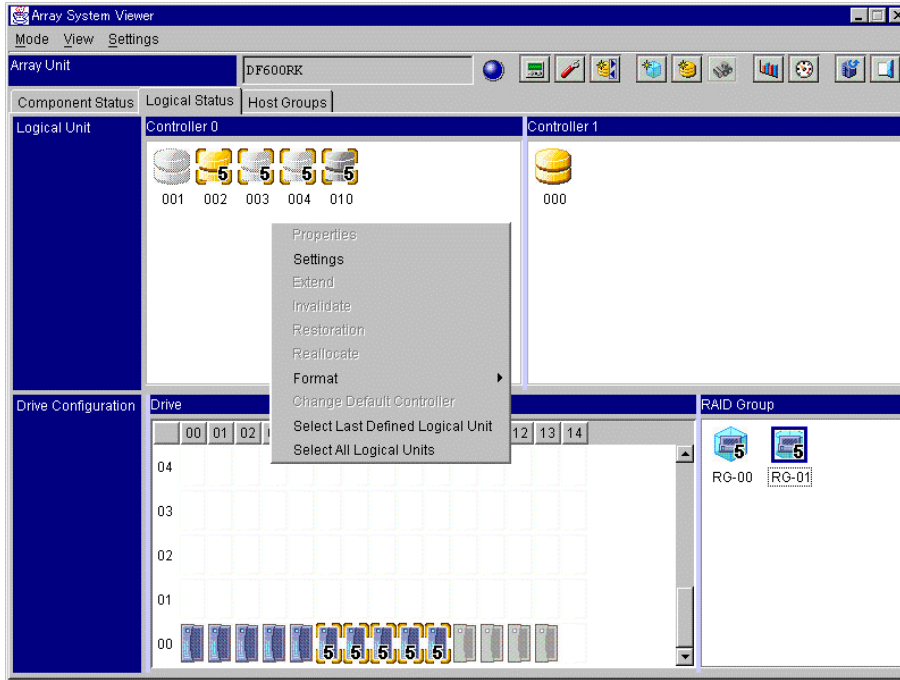 Array System Viewer
Mode View Settings
Array Unit DF600RK
Component Status Logical Status Host Groups
Logical Unit Controller 0 Controller 1
5 5 5 5
001 002 003 004 010 000
Properties
Settings
Extend
Invalidate
Restoration
Reallocate
Format
Change Default Controller
Select Last Defined Logical Unit
Select All Logical Units
Drive Configuration Drive RAID Group
00 01 02 12 13 14
5 5
RG-00 RG-01
04
03
02
01
00 5 5 5 5 5